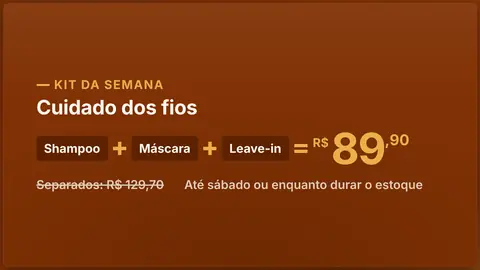 — KIT DA SEMANA
Cuidado dos fios
Shampoo + Máscara + Leave-in = R$ 89,90
Separados: R$ 129,70 Até sábado ou enquanto durar o estoque